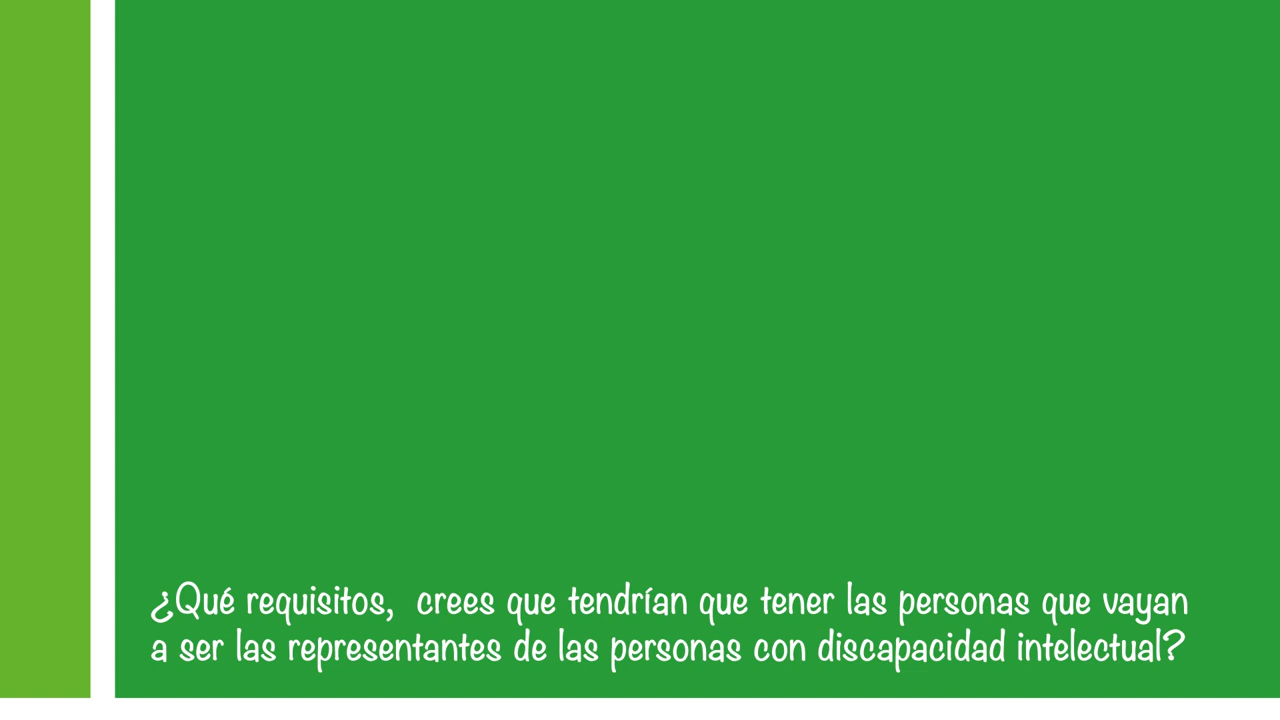 ¿Qué requisitos,  crees que tendrían que tener las personas que vayan
a ser las representantes de las personas con discapacidad intelectual?